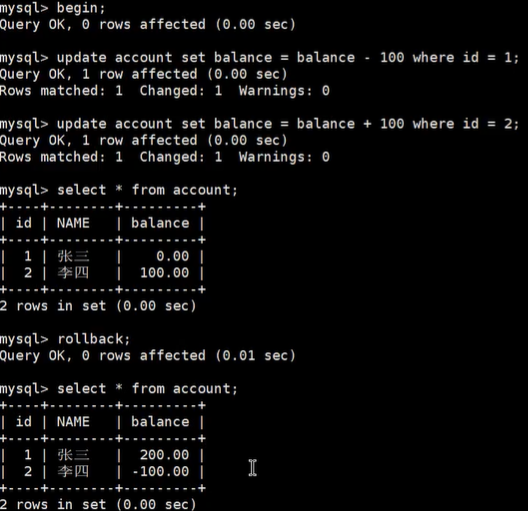 mysql> begin;
Query OK, 0 rows affected (0.00 sec)
mysql> update account set balance = balance - 100 where id = 1;
Query OK, 1 row affected (0.00 sec)
Rows matched: 1  Changed: 1  Warnings: 0
mysql> update account set balance = balance + 100 where id = 2;
Query OK, 1 row affected (0.00 sec)
Rows matched: 1  Changed: 1  Warnings: 0
mysql> select * from account;
+----+--------+---------+
| id | NAME   | balance |
+----+--------+---------+
|  1 | 张三   |    0.00 |
|  2 | 李四   |  100.00 |
+----+--------+---------+
2 rows in set (0.00 sec)
mysql> rollback;
Query OK, 0 rows affected (0.01 sec)
mysql> select * from account;
+----+--------+---------+
| id | NAME   | balance |
+----+--------+---------+
|  1 | 张三   |  200.00 |
|  2 | 李四   | -100.00 |
+----+--------+---------+
2 rows in set (0.00 sec)